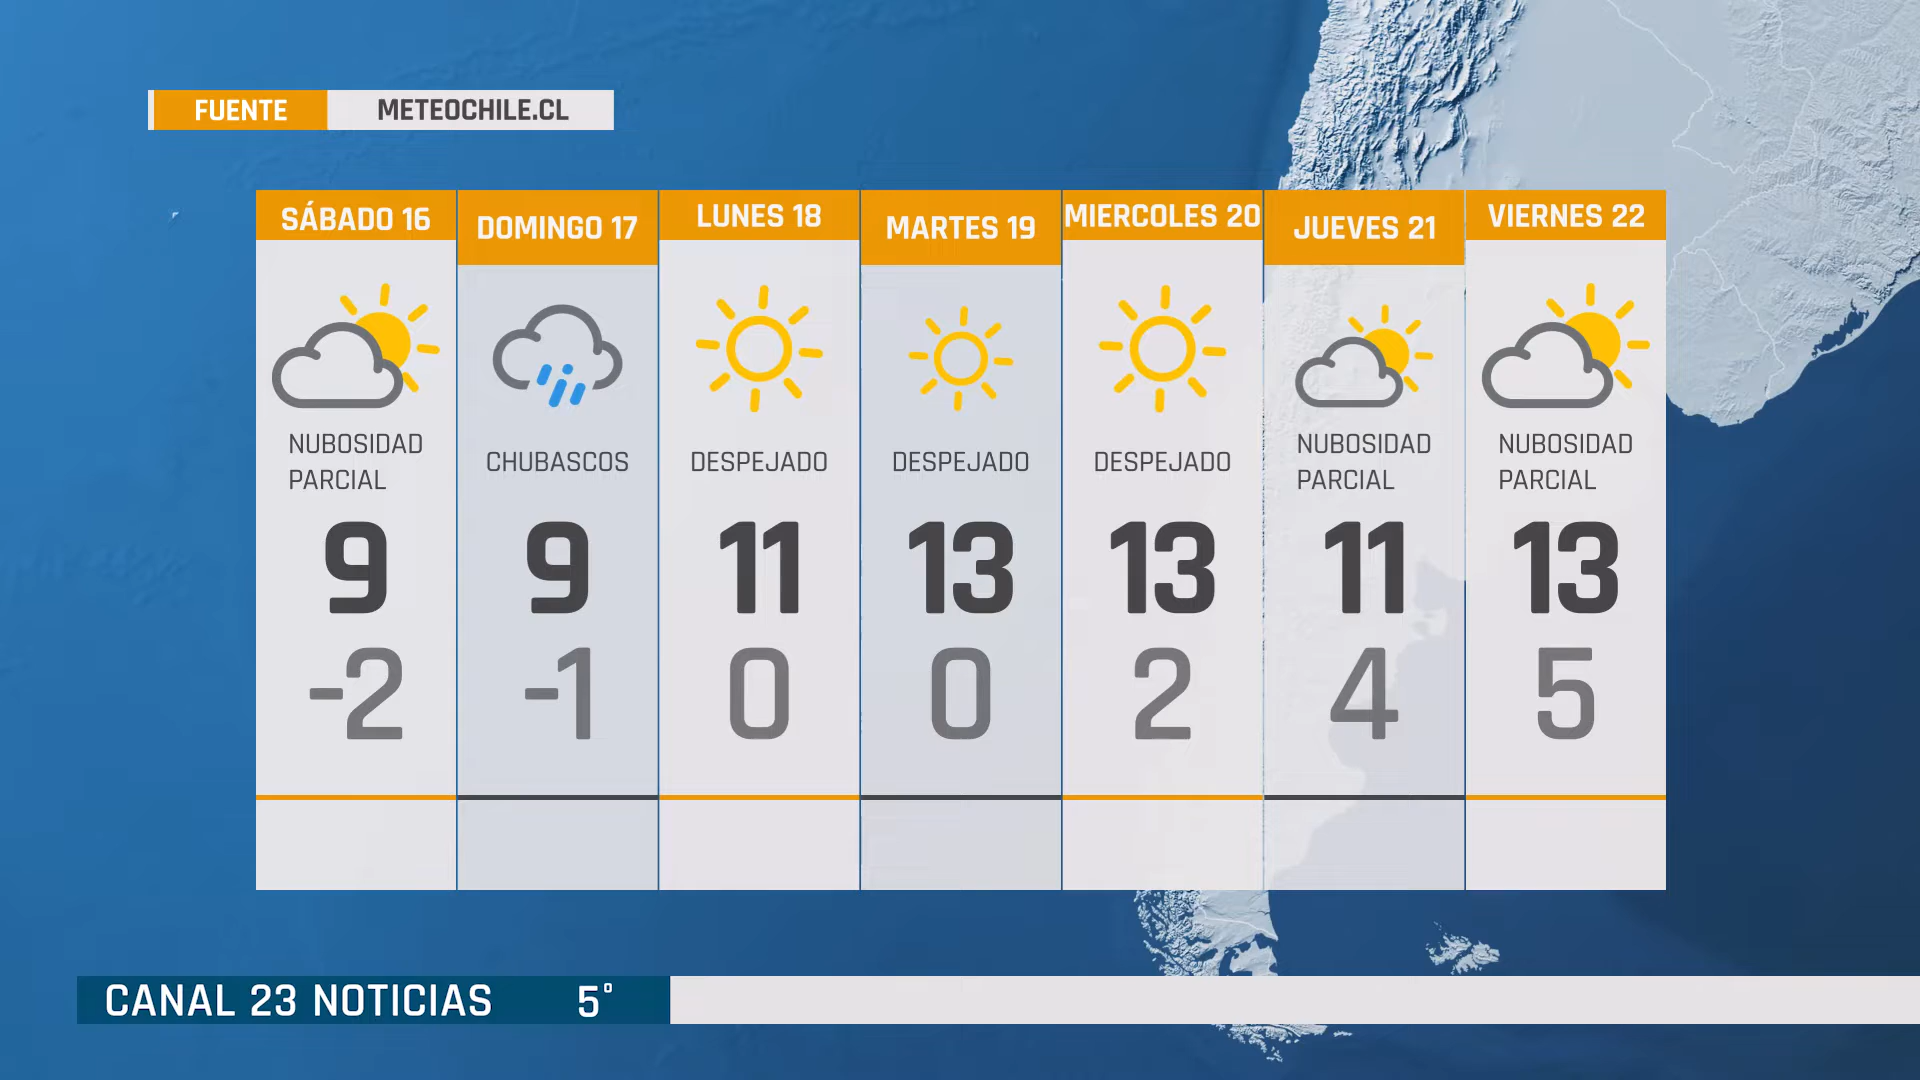 FUENTE METEOCHILE.CL
SÁBADO 16
NUBOSIDAD
PARCIAL
9
-2
DOMINGO 17
CHUBASCOS
9
-1
LUNES 18
DESPEJADO
11
0
MARTES 19
DESPEJADO
13
0
MIERCOLES 20
DESPEJADO
13
2
JUEVES 21
NUBOSIDAD
PARCIAL
11
4
VIERNES 22
NUBOSIDAD
PARCIAL
13
5
CANAL 23 NOTICIAS 5°